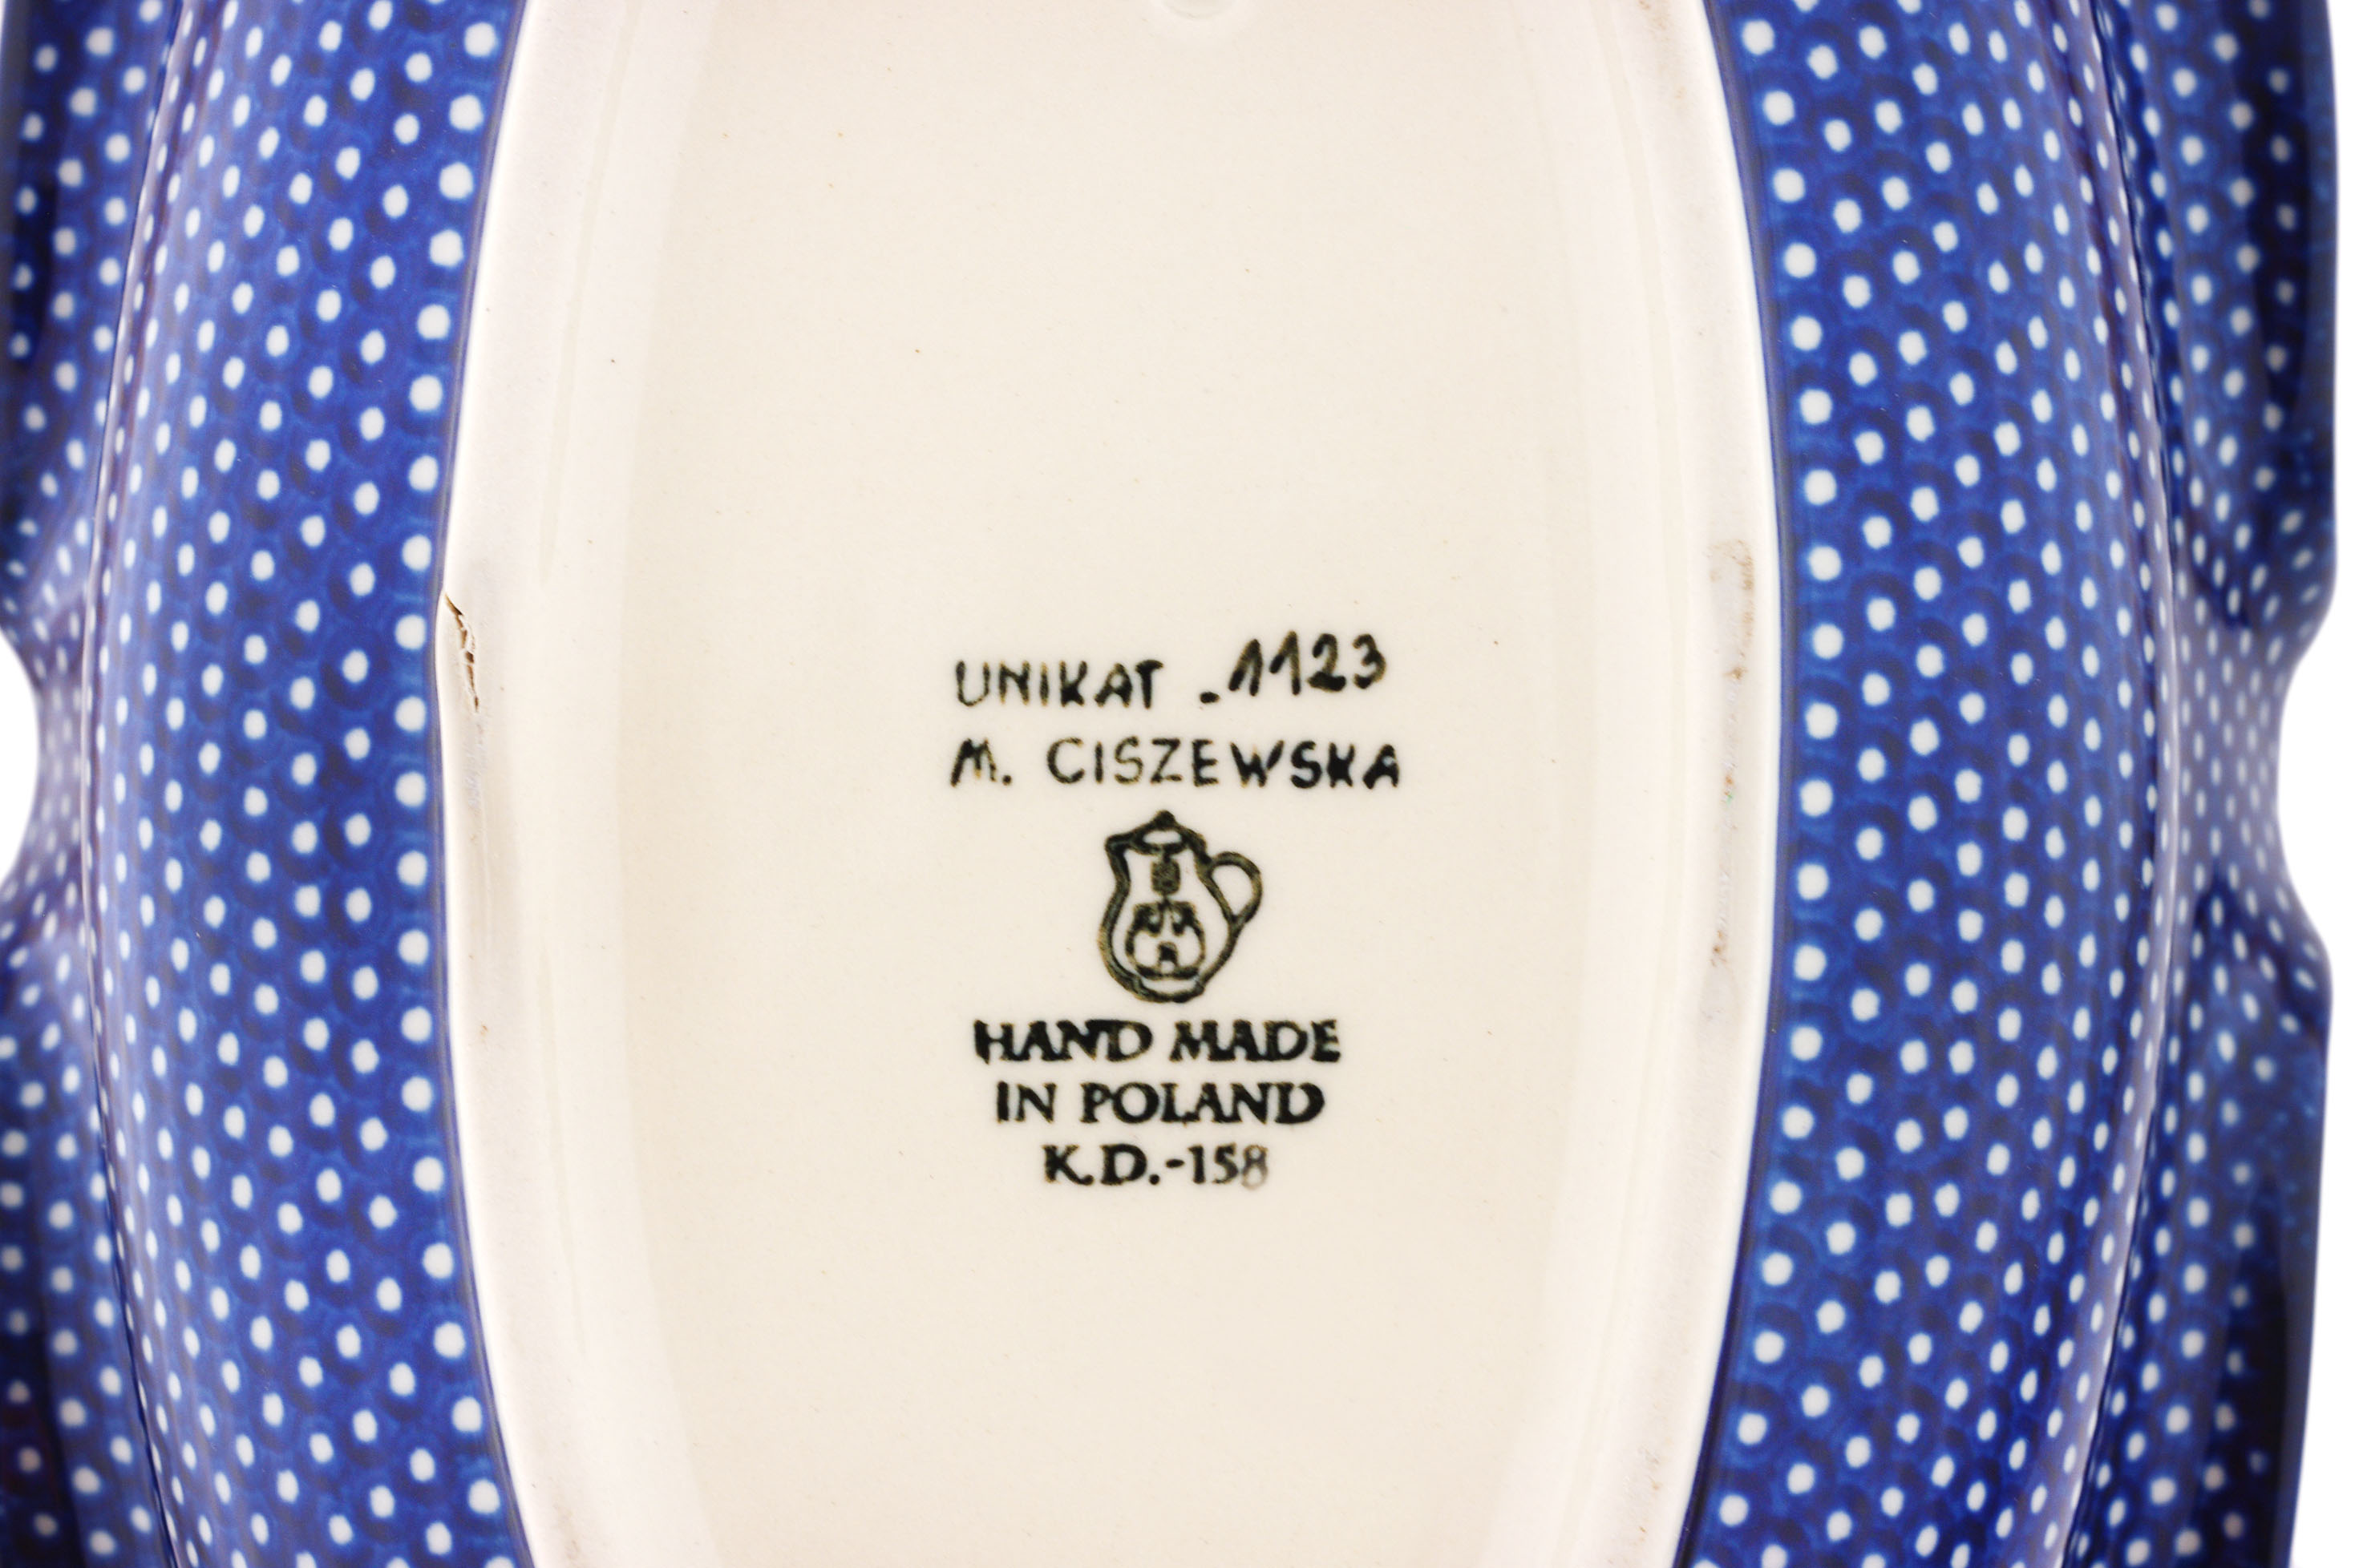 UNIKAT - 1123
M. CISZEWSKA
HAND MADE
IN POLAND
K.D.-158